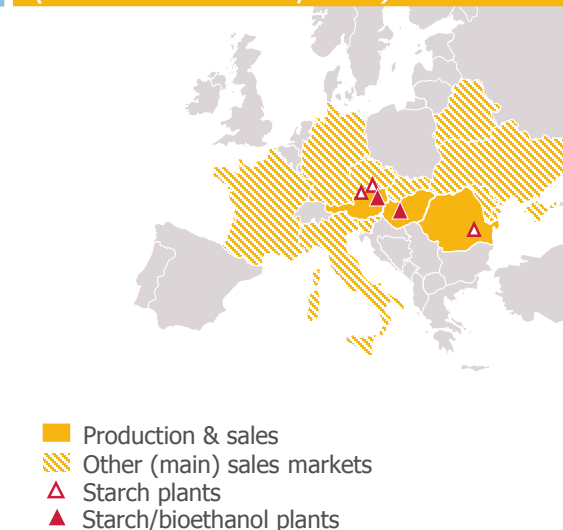 Production & sales
Other (main) sales markets
Starch plants
Starch/bioethanol plants